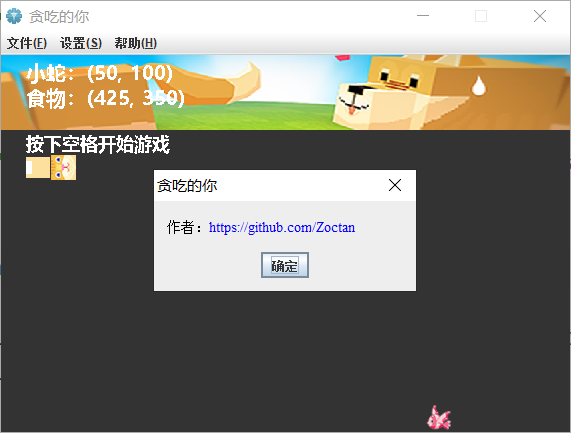 贪吃的你
文件(F) 设置(S) 帮助(H)
小蛇：(50, 100)
食物：(425, 350)
按下空格开始游戏
贪吃的你
作者：https://github.com/Zoctan
确定